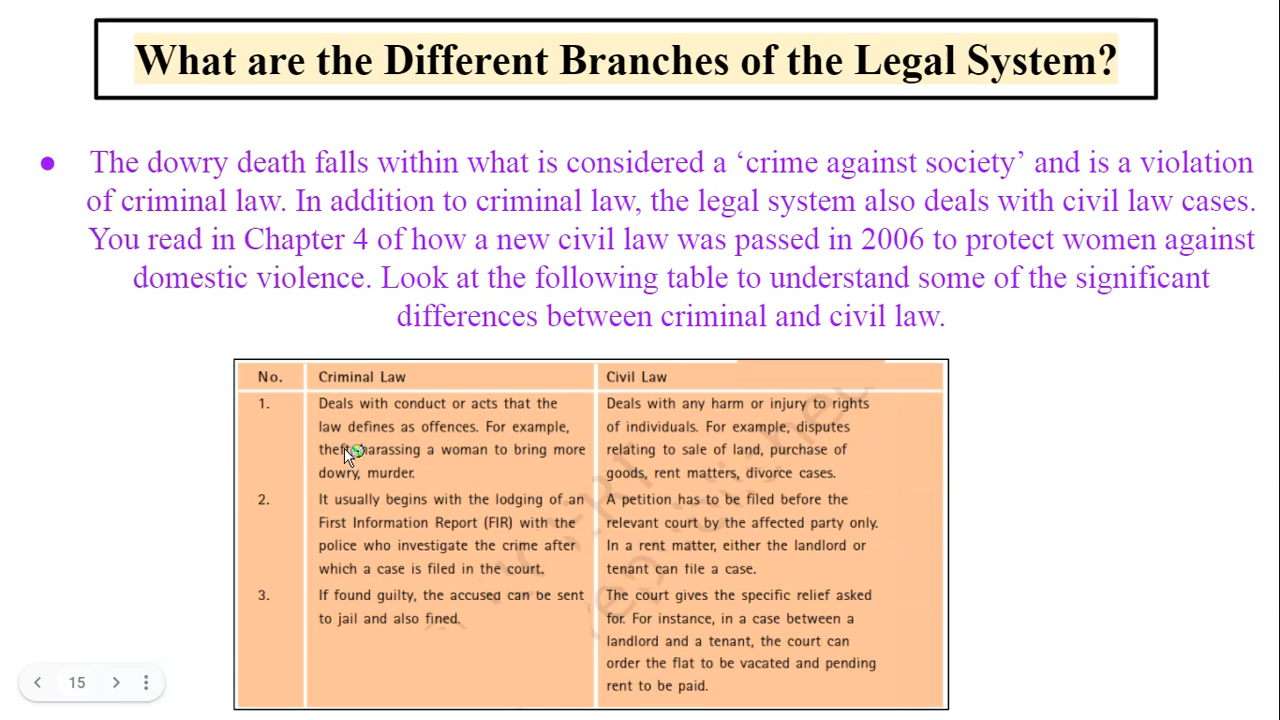 What are the Different Branches of the Legal System?
● The dowry death falls within what is considered a ‘crime against society’ and is a violation
of criminal law. In addition to criminal law, the legal system also deals with civil law cases.
You read in Chapter 4 of how a new civil law was passed in 2006 to protect women against
domestic violence. Look at the following table to understand some of the significant
differences between criminal and civil law.
No. Criminal Law Civil Law
1. Deals with conduct or acts that the Deals with any harm or injury to rights
law defines as offences. For example, of individuals. For example, disputes
theft, harassing a woman to bring more relating to sale of land, purchase of
dowry, murder. goods, rent matters, divorce cases.
2. It usually begins with the lodging of an A petition has to be filed before the
First Information Report (FIR) with the relevant court by the affected party only.
police who investigate the crime after In a rent matter, either the landlord or
which a case is filed in the court. tenant can file a case.
3. If found guilty, the accused can be sent The court gives the specific relief asked
to jail and also fined. for. For instance, in a case between a
landlord and a tenant, the court can
order the flat to be vacated and pending
rent to be paid.
15